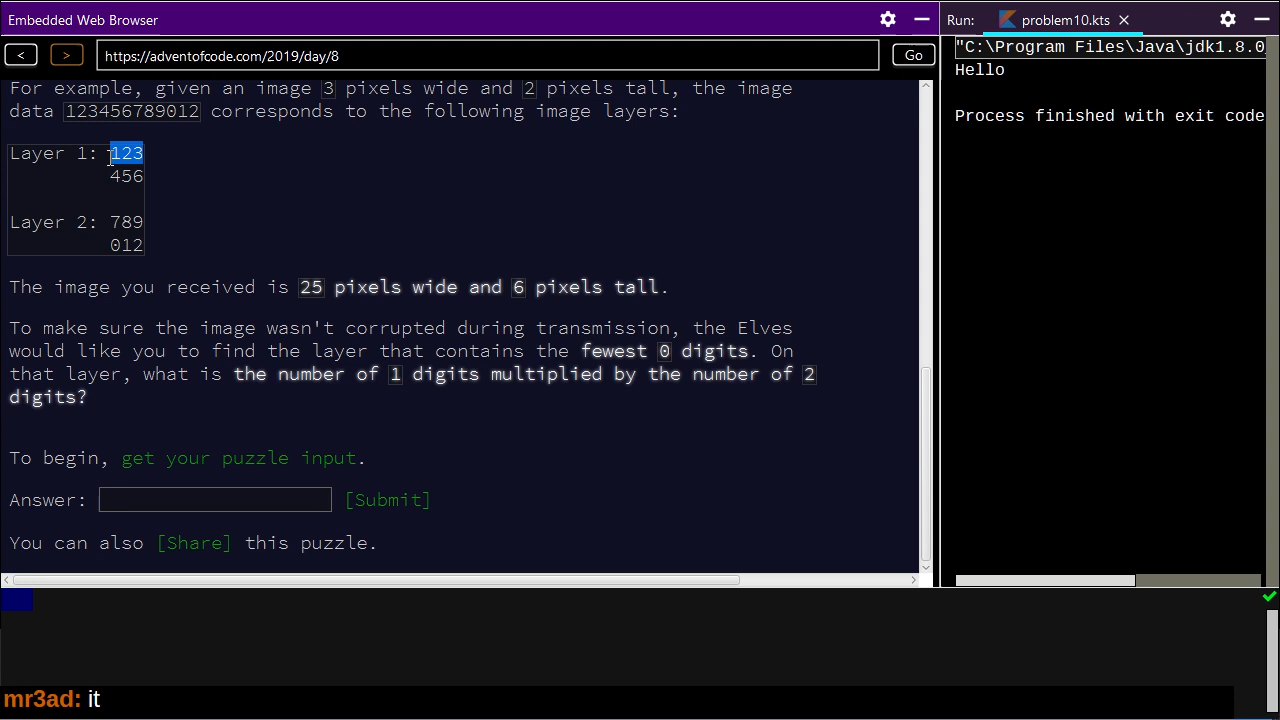 Embedded Web Browser
Run: problem10.kts
< > https://adventofcode.com/2019/day/8 Go
For example, given an image 3 pixels wide and 2 pixels tall, the image
data 123456789012 corresponds to the following image layers:
Layer 1: 123
456
Layer 2: 789
012
The image you received is 25 pixels wide and 6 pixels tall.
To make sure the image wasn't corrupted during transmission, the Elves
would like you to find the layer that contains the fewest 0 digits. On
that layer, what is the number of 1 digits multiplied by the number of 2
digits?
To begin, get your puzzle input.
Answer: [Submit]
You can also [Share] this puzzle.
"C:\Program Files\Java\jdk1.8.0
Hello
Process finished with exit code
mr3ad: it